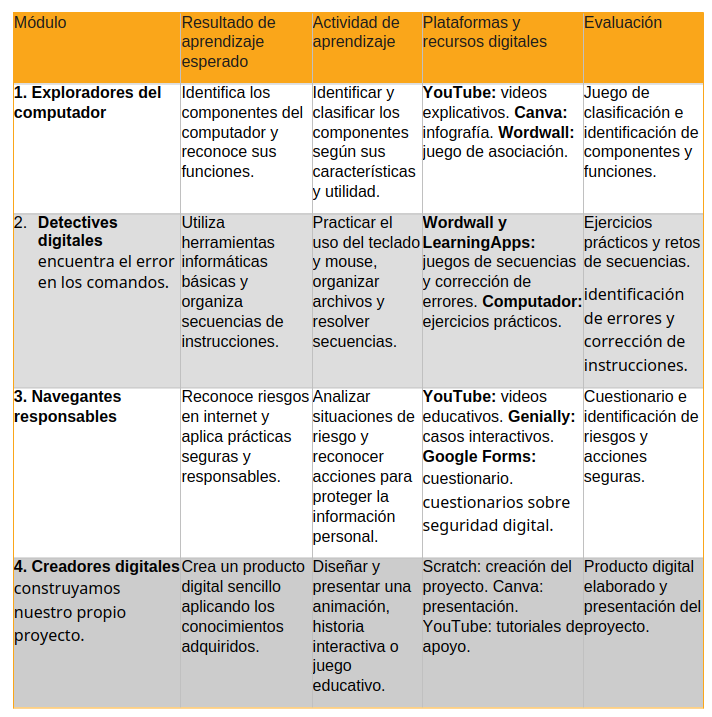 Módulo
Resultado de
aprendizaje
esperado
Actividad de
aprendizaje
Plataformas y
recursos digitales
Evaluación
1. Exploradores del
computador
Identifica los
componentes del
computador y
reconoce sus
funciones.
Identificar y
clasificar los
componentes
según sus
características
y utilidad.
YouTube: videos
explicativos. Canva:
infografía. Wordwall:
juego de asociación.
Juego de
clasificación e
identificación de
componentes y
funciones.
2. Detectives
digitales
encuentra el error
en los comandos.
Utiliza
herramientas
informáticas
básicas y
organiza
secuencias de
instrucciones.
Practicar el
uso del teclado
y mouse,
organizar
archivos y
resolver
secuencias.
Wordwall y
LearningApps:
juegos de secuencias
y corrección de
errores. Computador:
ejercicios prácticos.
Ejercicios
prácticos y retos
de secuencias.
identificación
de errores y
corrección de
instrucciones.
3. Navegantes
responsables
Reconoce riesgos
en internet y
aplica prácticas
seguras y
responsables.
Analizar
situaciones de
riesgo y
reconocer
acciones para
proteger la
información
personal.
YouTube: videos
educativos. Genially:
casos interactivos.
Google Forms:
cuestionario.
cuestionarios sobre
seguridad digital.
Cuestionario e
identificación de
riesgos y
acciones
seguras.
4. Creadores digitales
construyamos
nuestro propio
proyecto.
Crea un producto
digital sencillo
aplicando los
conocimientos
adquiridos.
Diseñar y
presentar una
animación,
historia
interactiva o
juego
educativo.
Scratch: creación del
proyecto. Canva:
presentación.
YouTube: tutoriales de
apoyo.
Producto digital
elaborado y
presentación del
proyecto.